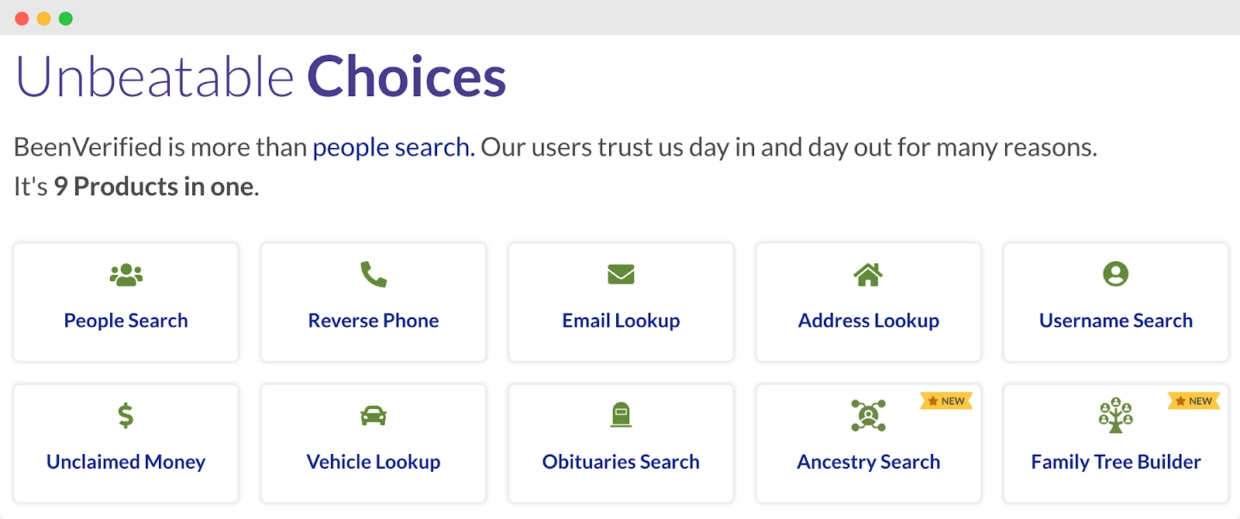 Unbeatable Choices
BeenVerified is more than people search. Our users trust us day in and day out for many reasons.
It's 9 Products in one.
People Search
Reverse Phone
Email Lookup
Address Lookup
Username Search
Unclaimed Money
Vehicle Lookup
Obituaries Search
NEW
Ancestry Search
NEW
Family Tree Builder